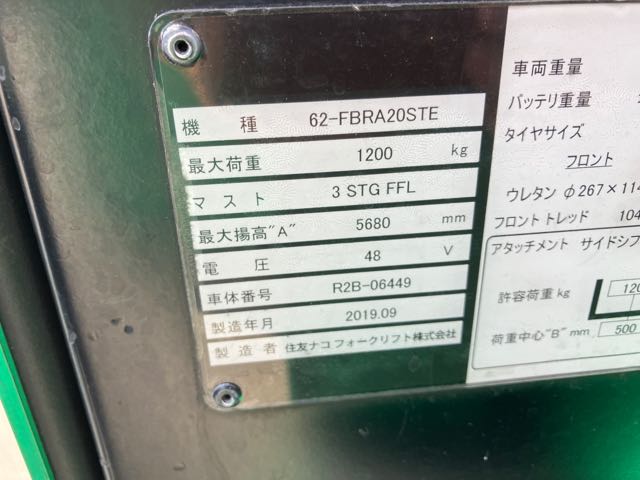 機 種 62-FBRA20STE
最大荷重 1200 kg
マスト 3 STG FFL
最大揚高"A" 5680 mm
電 圧 48 V
車体番号 R2B-06449
製造年月 2019.09
製 造 者 住友ナコ フォークリフト株式会社
車両重量
バッテリ重量
タイヤサイズ
フロント
ウレタン φ267×114
フロントトレッド 104
アタッチメント サイドシフ
許容荷重 kg 120
荷重中心"B" mm 500